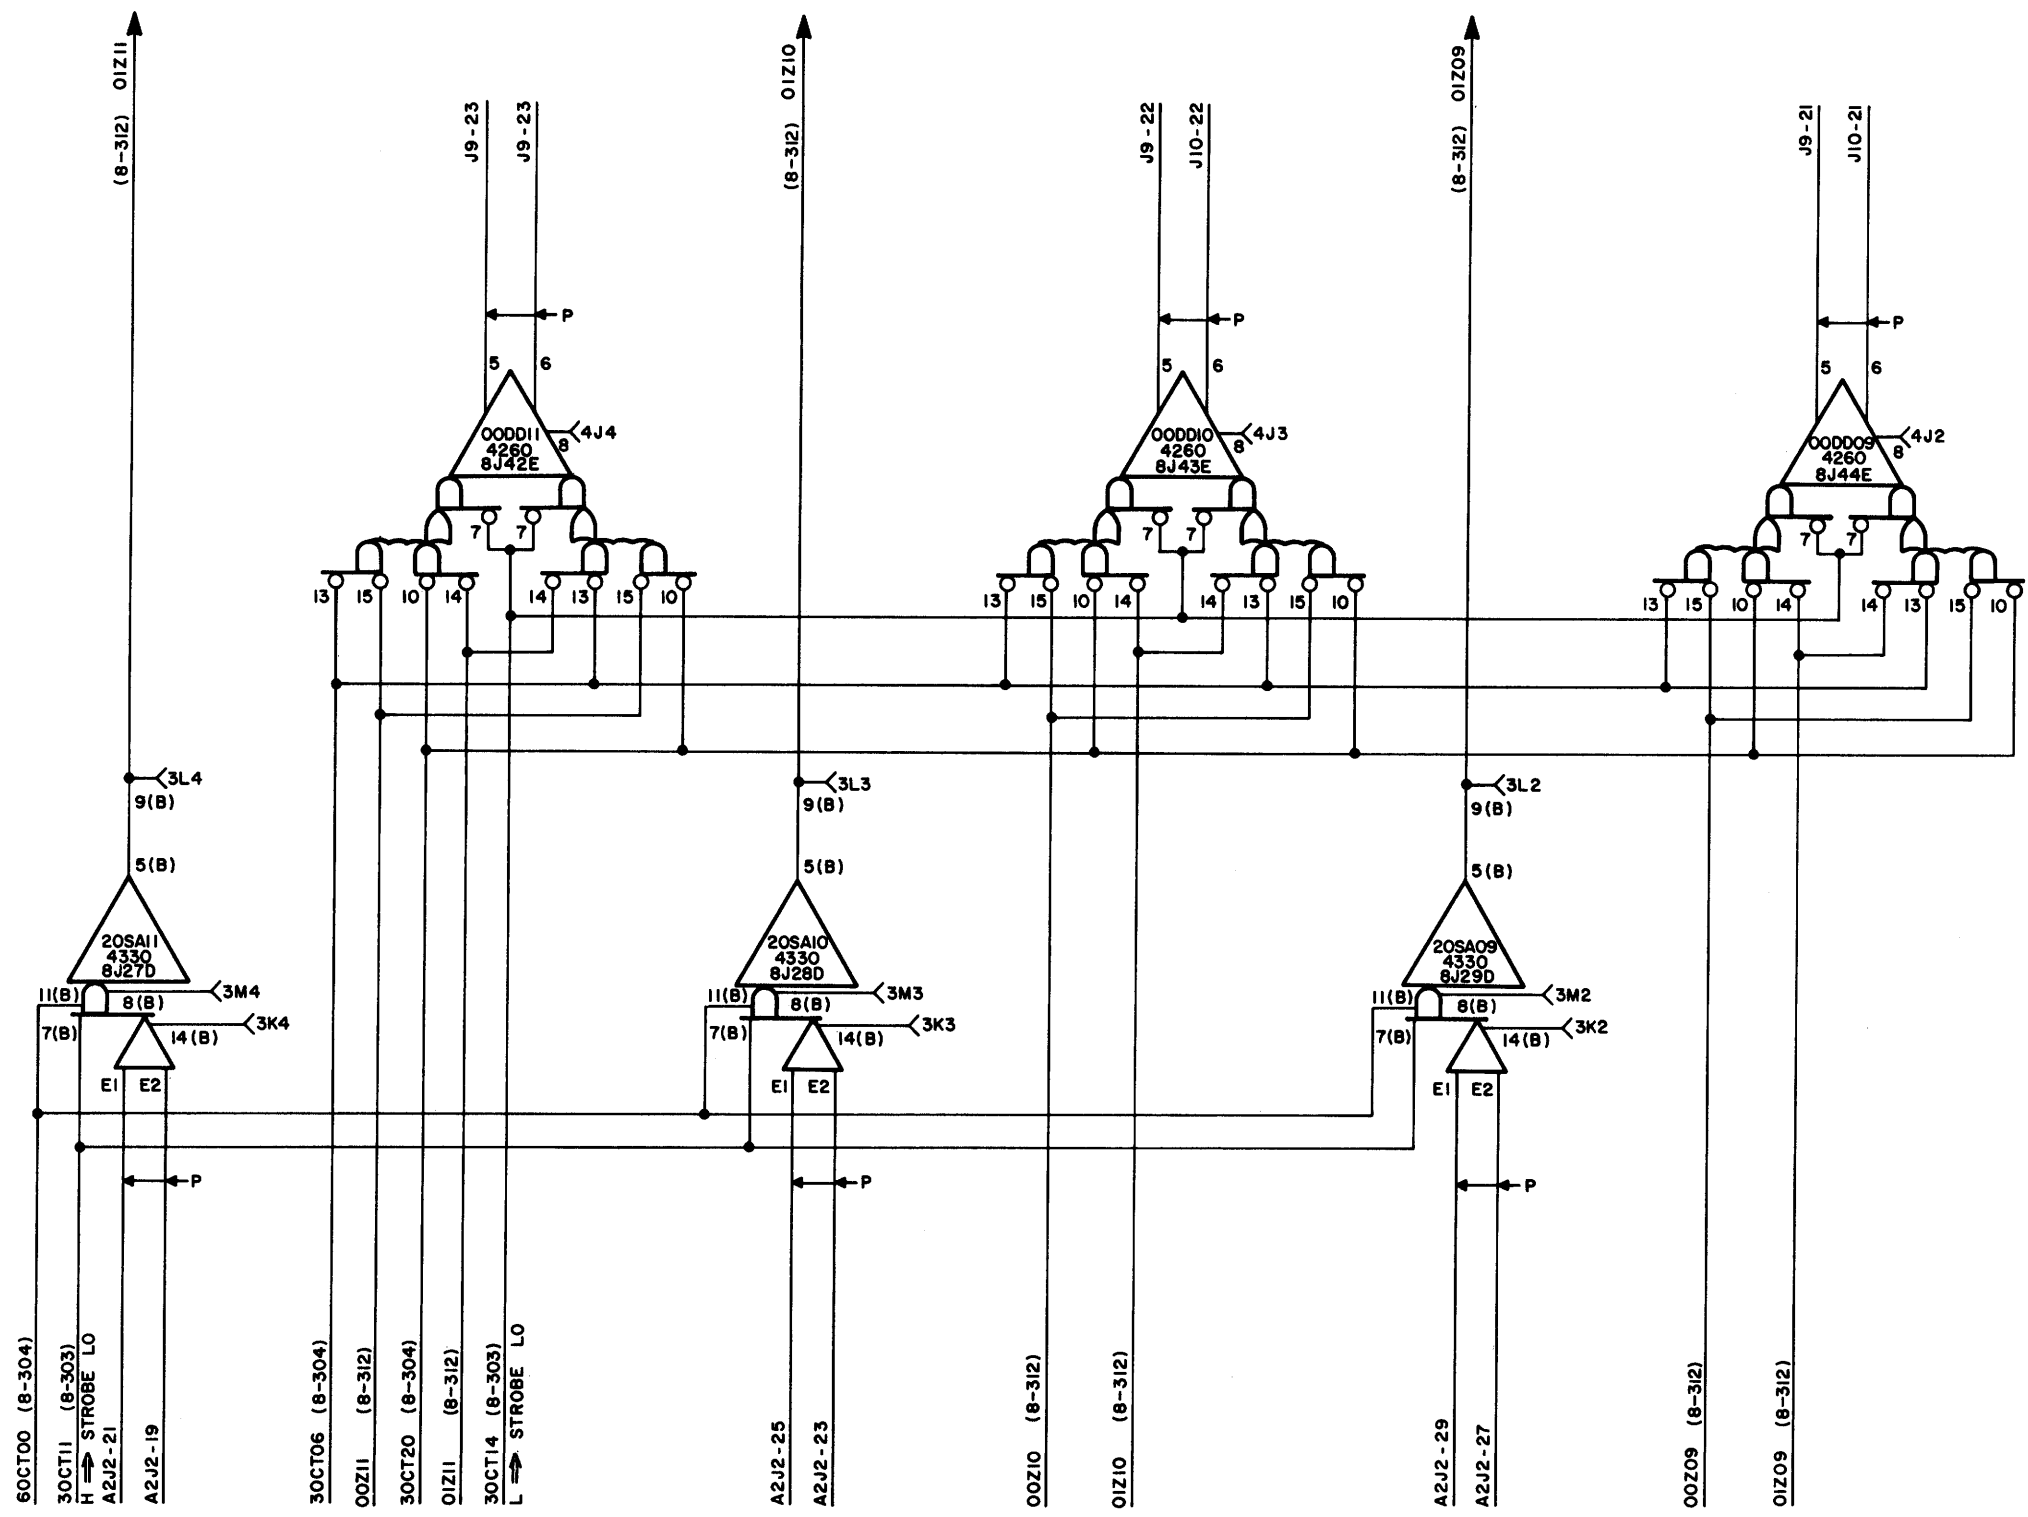 (8-312) 01Z11
J9-23
J9-23
(8-312) 01Z10
J9-22
J10-22
(8-312) 01Z09
J9-21
J10-21
P
P
P
5 6
5 6
5 6
00DD11
4260
8J42E
8
4J4
00DD10
4260
8J43E
8
4J3
00DD09
4260
8J44E
8
4J2
7 7
7 7
7 7
13 15 10 14 14 13 15 10
13 15 10 14 14 13 15 10
13 15 10 14 14 13 15 10
3L4
9(B)
3L3
9(B)
3L2
9(B)
5(B)
5(B)
5(B)
20SA11
4330
8J27D
20SA10
4330
8J28D
20SA09
4330
8J29D
11(B) 8(B) 3M4
7(B) 14(B) 3K4
11(B) 8(B) 3M3
7(B) 14(B) 3K3
11(B) 8(B) 3M2
7(B) 14(B) 3K2
E1 E2
E1 E2
E1 E2
P
P
P
60CT00 (8-304)
30CT11 (8-303)
H ⇒ STROBE LO
A2J2-21
A2J2-19
30CT06 (8-304)
00Z11 (8-312)
30CT20 (8-304)
01Z11 (8-312)
30CT14 (8-303)
L ⇒ STROBE LO
A2J2-25
A2J2-23
00Z10 (8-312)
01Z10 (8-312)
A2J2-29
A2J2-27
00Z09 (8-312)
01Z09 (8-312)